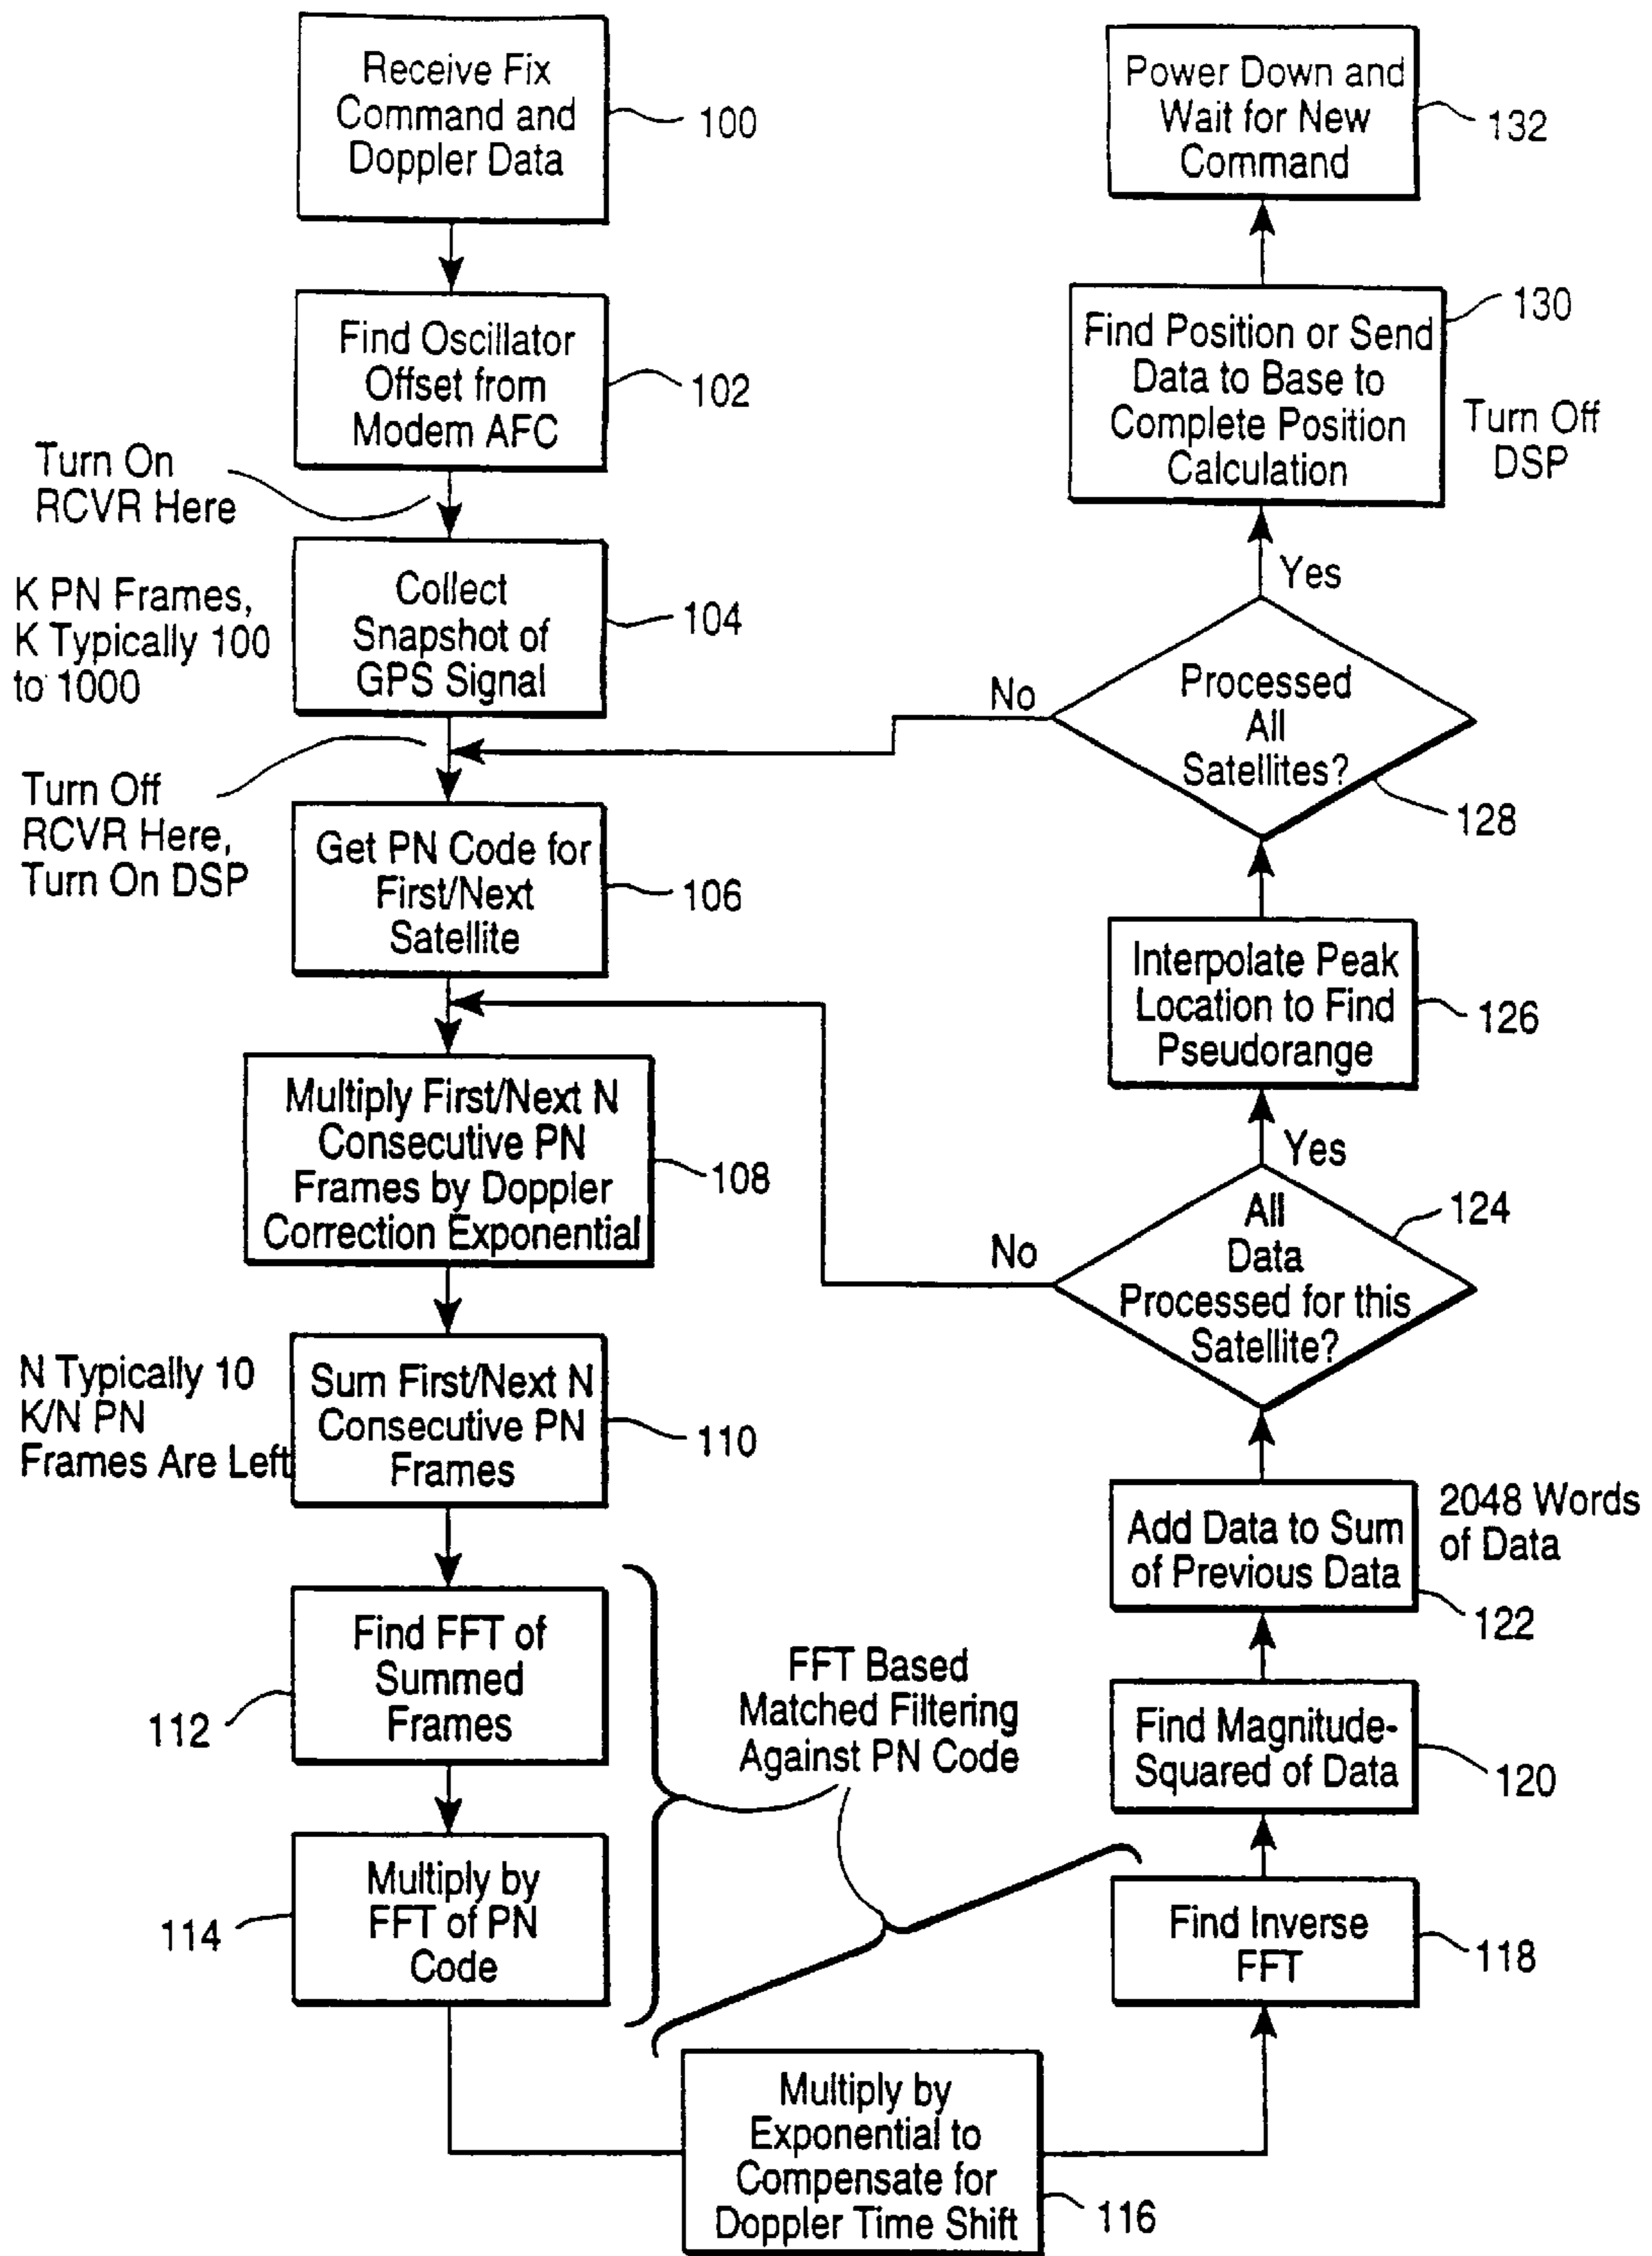 Receive Fix
Command and
Doppler Data
100
Find Oscillator
Offset from
Modem AFC
102
Turn On
RCVR Here
Collect
Snapshot of
GPS Signal
104
K PN Frames,
K Typically 100
to 1000
Turn Off
RCVR Here,
Turn On DSP
Get PN Code for
First/Next
Satellite
106
Multiply First/Next N
Consecutive PN
Frames by Doppler
Correction Exponential
108
N Typically 10
K/N PN
Frames Are Left
Sum First/Next N
Consecutive PN
Frames
110
Find FFT of
Summed
Frames
112
Multiply by
FFT of PN
Code
114
FFT Based
Matched Filtering
Against PN Code
Multiply by
Exponential to
Compensate for
Doppler Time Shift
116
Find Inverse
FFT
118
Find Magnitude-
Squared of Data
120
Add Data to Sum
of Previous Data
122
2048 Words
of Data
All
Data
Processed for this
Satellite?
124
No
Yes
Interpolate Peak
Location to Find
Pseudorange
126
Processed
All
Satellites?
128
No
Yes
Find Position or Send
Data to Base to
Complete Position
Calculation
130
Turn Off
DSP
Power Down and
Wait for New
Command
132